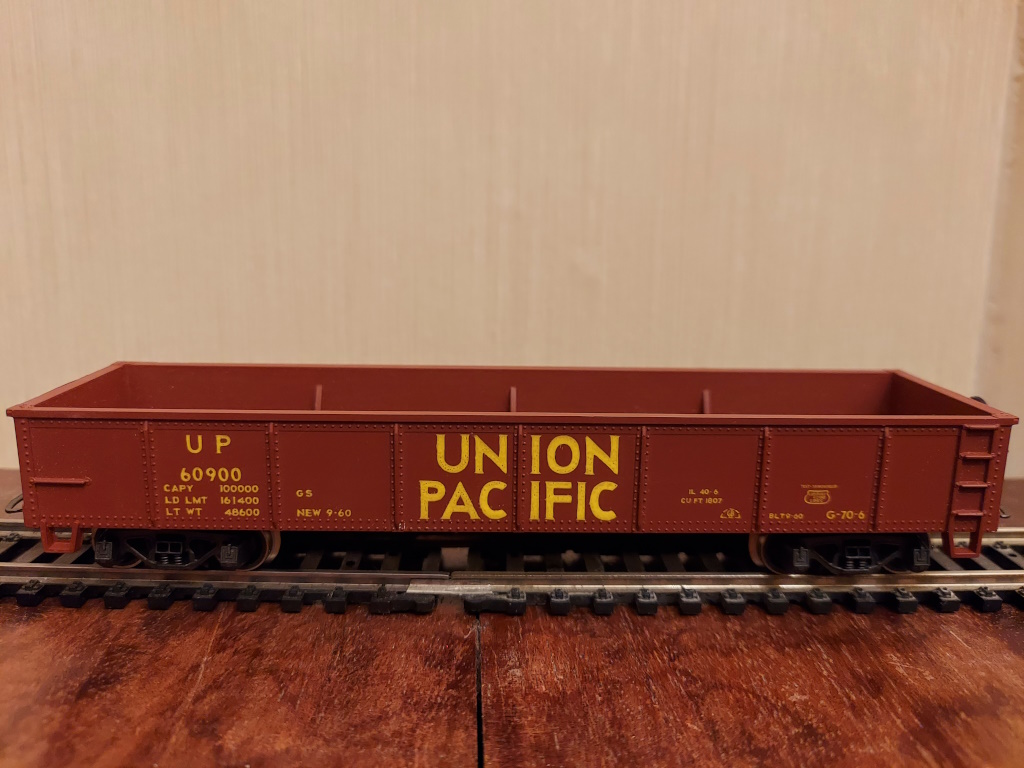 U P
60900
CAPY 100000
LD LMT 161400
LT WT 48600
GS
NEW 9-60
UNION
PACIFIC
IL 40-6
CU FT 1807
BLT 9-60
G-70-6